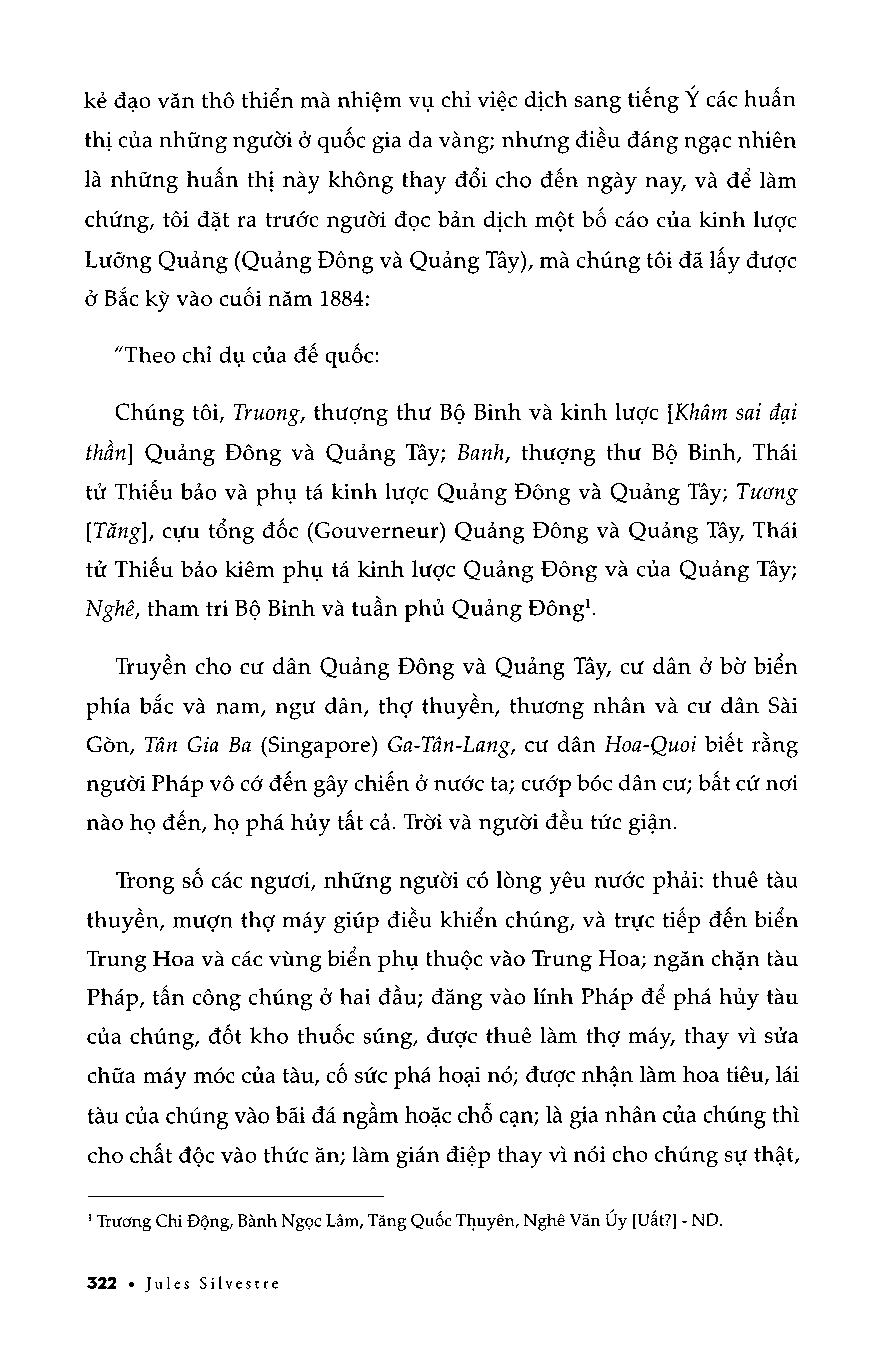 kẻ đạo văn thô thiển mà nhiệm vụ chỉ việc dịch sang tiếng Ý các huấn
thị của những người ở quốc gia da vàng; nhưng điều đáng ngạc nhiên
là những huấn thị này không thay đổi cho đến ngày nay, và để làm
chứng, tôi đặt ra trước người đọc bản dịch một bố cáo của kinh lược
Lưỡng Quảng (Quảng Đông và Quảng Tây), mà chúng tôi đã lấy được
ở Bắc kỳ vào cuối năm 1884:
"Theo chỉ dụ của đế quốc:
Chúng tôi, Truong, thượng thư Bộ Binh và kinh lược [Khâm sai đại
thần] Quảng Đông và Quảng Tây; Banh, thượng thư Bộ Binh, Thái
tử Thiếu bảo và phụ tá kinh lược Quảng Đông và Quảng Tây; Tương
[Tăng], cựu tổng đốc (Gouverneur) Quảng Đông và Quảng Tây, Thái
tử Thiếu bảo kiêm phụ tá kinh lược Quảng Đông và của Quảng Tây;
Nghê, tham tri Bộ Binh và tuần phủ Quảng Đông¹.
Truyền cho cư dân Quảng Đông và Quảng Tây, cư dân ở bờ biển
phía bắc và nam, ngư dân, thợ thuyền, thương nhân và cư dân Sài
Gòn, Tân Gia Ba (Singapore) Ga-Tân-Lang, cư dân Hoa-Quoi biết rằng
người Pháp vô cớ đến gây chiến ở nước ta; cướp bóc dân cư; bất cứ nơi
nào họ đến, họ phá hủy tất cả. Trời và người đều tức giận.
Trong số các ngươi, những người có lòng yêu nước phải: thuê tàu
thuyền, mượn thợ máy giúp điều khiển chúng, và trực tiếp đến biển
Trung Hoa và các vùng biển phụ thuộc vào Trung Hoa; ngăn chặn tàu
Pháp, tấn công chúng ở hai đầu; đăng vào lính Pháp để phá hủy tàu
của chúng, đốt kho thuốc súng, được thuê làm thợ máy, thay vì sửa
chữa máy móc của tàu, cố sức phá hoại nó; được nhận làm hoa tiêu, lái
tàu của chúng vào bãi đá ngầm hoặc chỗ cạn; là gia nhân của chúng thì
cho chất độc vào thức ăn; làm gián điệp thay vì nói cho chúng sự thật,
¹ Trương Chi Động, Bành Ngọc Lâm, Tăng Quốc Thuyên, Nghê Văn Úy [Uất?] - ND.
322 • Jules Silvestre